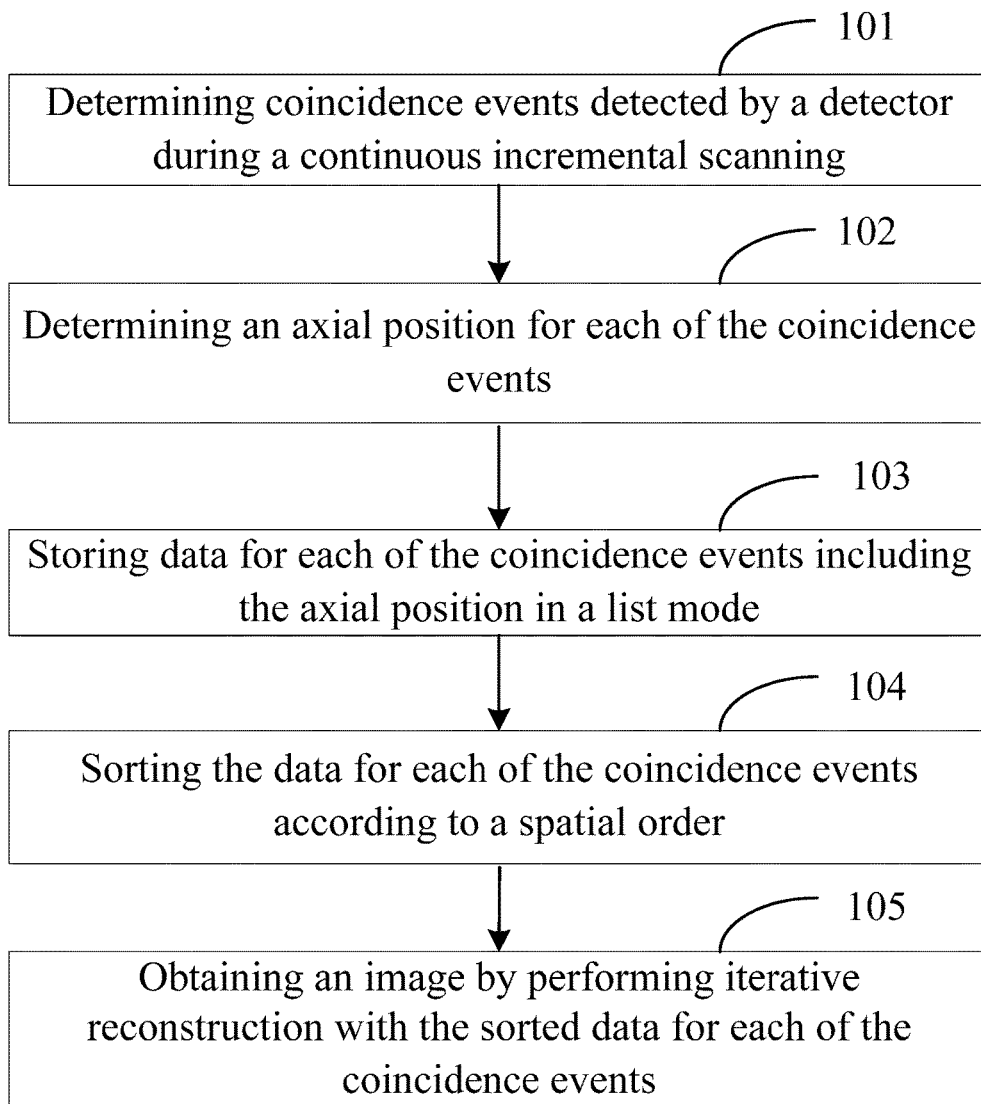 101
Determining coincidence events detected by a detector
during a continuous incremental scanning
102
Determining an axial position for each of the coincidence
events
103
Storing data for each of the coincidence events including
the axial position in a list mode
104
Sorting the data for each of the coincidence events
according to a spatial order
105
Obtaining an image by performing iterative
reconstruction with the sorted data for each of the
coincidence events